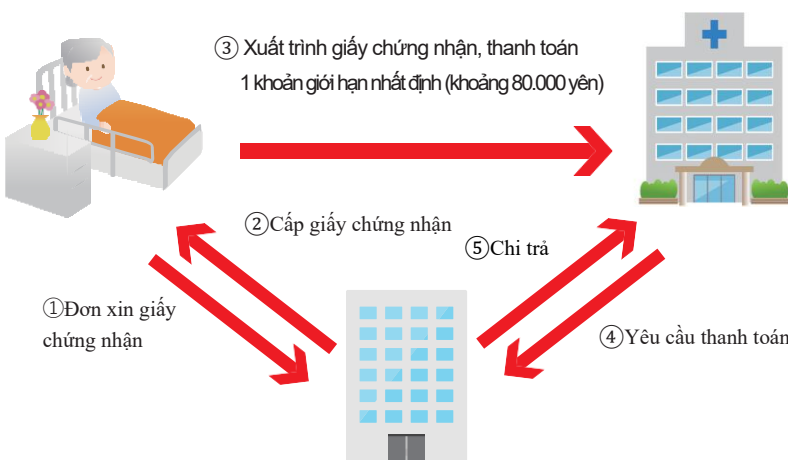 ③ Xuất trình giấy chứng nhận, thanh toán
1 khoản giới hạn nhất định (khoảng 80.000 yên)
②Cấp giấy chứng nhận
⑤Chi trả
①Đơn xin giấy
chứng nhận
④Yêu cầu thanh toán